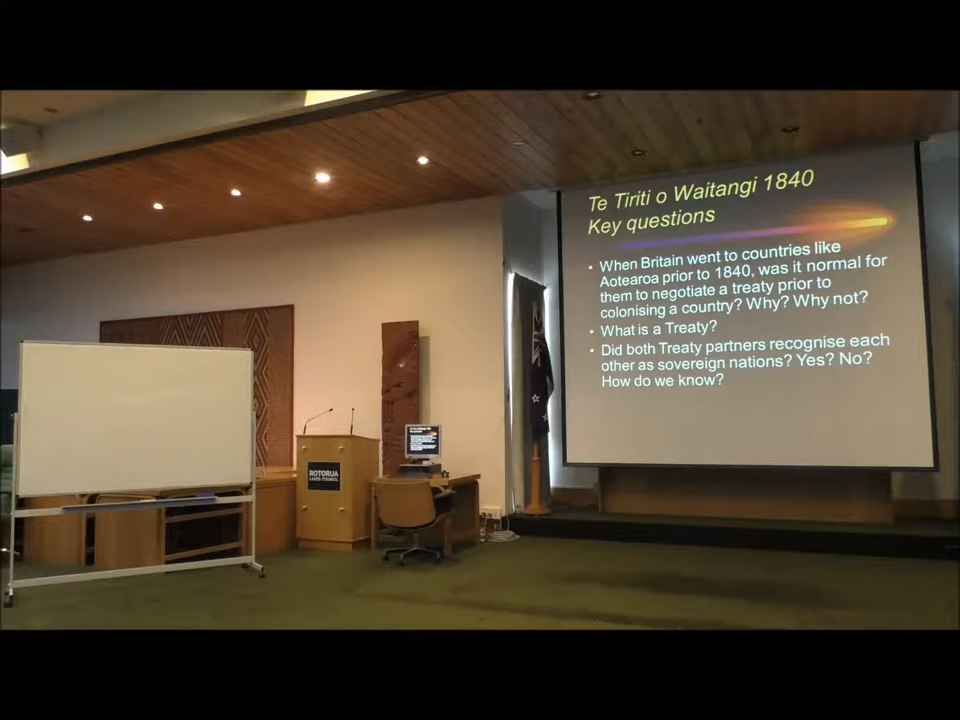 Te Tiriti o Waitangi 1840
Key questions
• When Britain went to countries like
Aotearoa prior to 1840, was it normal for
them to negotiate a treaty prior to
colonising a country? Why? Why not?
• What is a Treaty?
• Did both Treaty partners recognise each
other as sovereign nations? Yes? No?
How do we know?
ROTORUA
LAKES COUNCIL